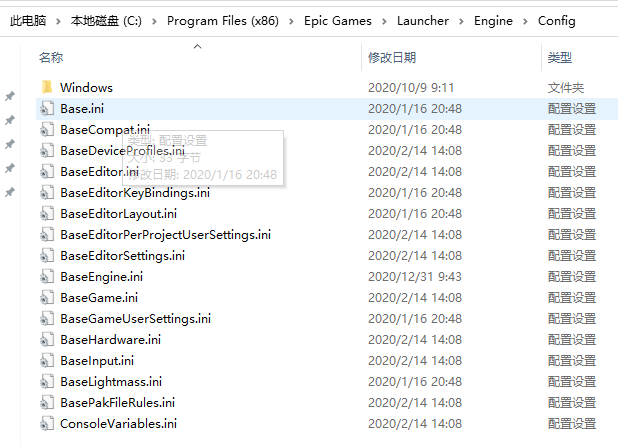 此电脑 > 本地磁盘 (C:) > Program Files (x86) > Epic Games > Launcher > Engine > Config
名称 修改日期 类型
Windows 2020/10/9 9:11 文件夹
Base.ini 2020/1/16 20:48 配置设置
BaseCompat.ini 2020/1/16 20:48 配置设置
类型: 配置设置
BaseDeviceProfiles.ini 2020/2/14 14:08 配置设置
大小: 33 字节
BaseEditor.ini 2020/2/14 14:08 配置设置
修改日期: 2020/1/16 20:48
BaseEditorKeyBindings.ini 2020/1/16 20:48 配置设置
BaseEditorLayout.ini 2020/2/14 14:08 配置设置
BaseEditorPerProjectUserSettings.ini 2020/2/14 14:08 配置设置
BaseEditorSettings.ini 2020/2/14 14:08 配置设置
BaseEngine.ini 2020/12/31 9:43 配置设置
BaseGame.ini 2020/2/14 14:08 配置设置
BaseGameUserSettings.ini 2020/1/16 20:48 配置设置
BaseHardware.ini 2020/2/14 14:08 配置设置
BaseInput.ini 2020/2/14 14:08 配置设置
BaseLightmass.ini 2020/1/16 20:48 配置设置
BasePakFileRules.ini 2020/2/14 14:08 配置设置
ConsoleVariables.ini 2020/2/14 14:08 配置设置